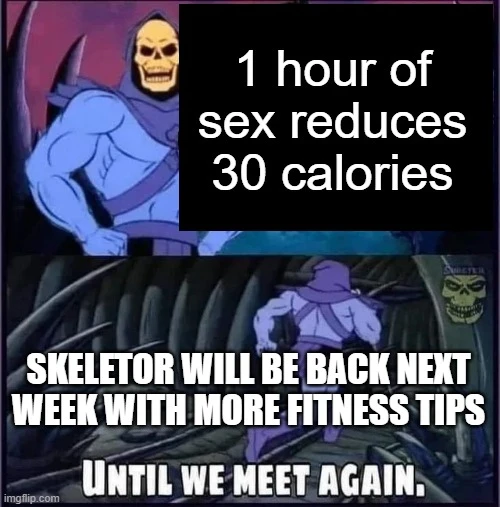 1 hour of
sex reduces
30 calories
SINISTER
SKELETOR WILL BE BACK NEXT
WEEK WITH MORE FITNESS TIPS
UNTIL WE MEET AGAIN.
imgflip.com